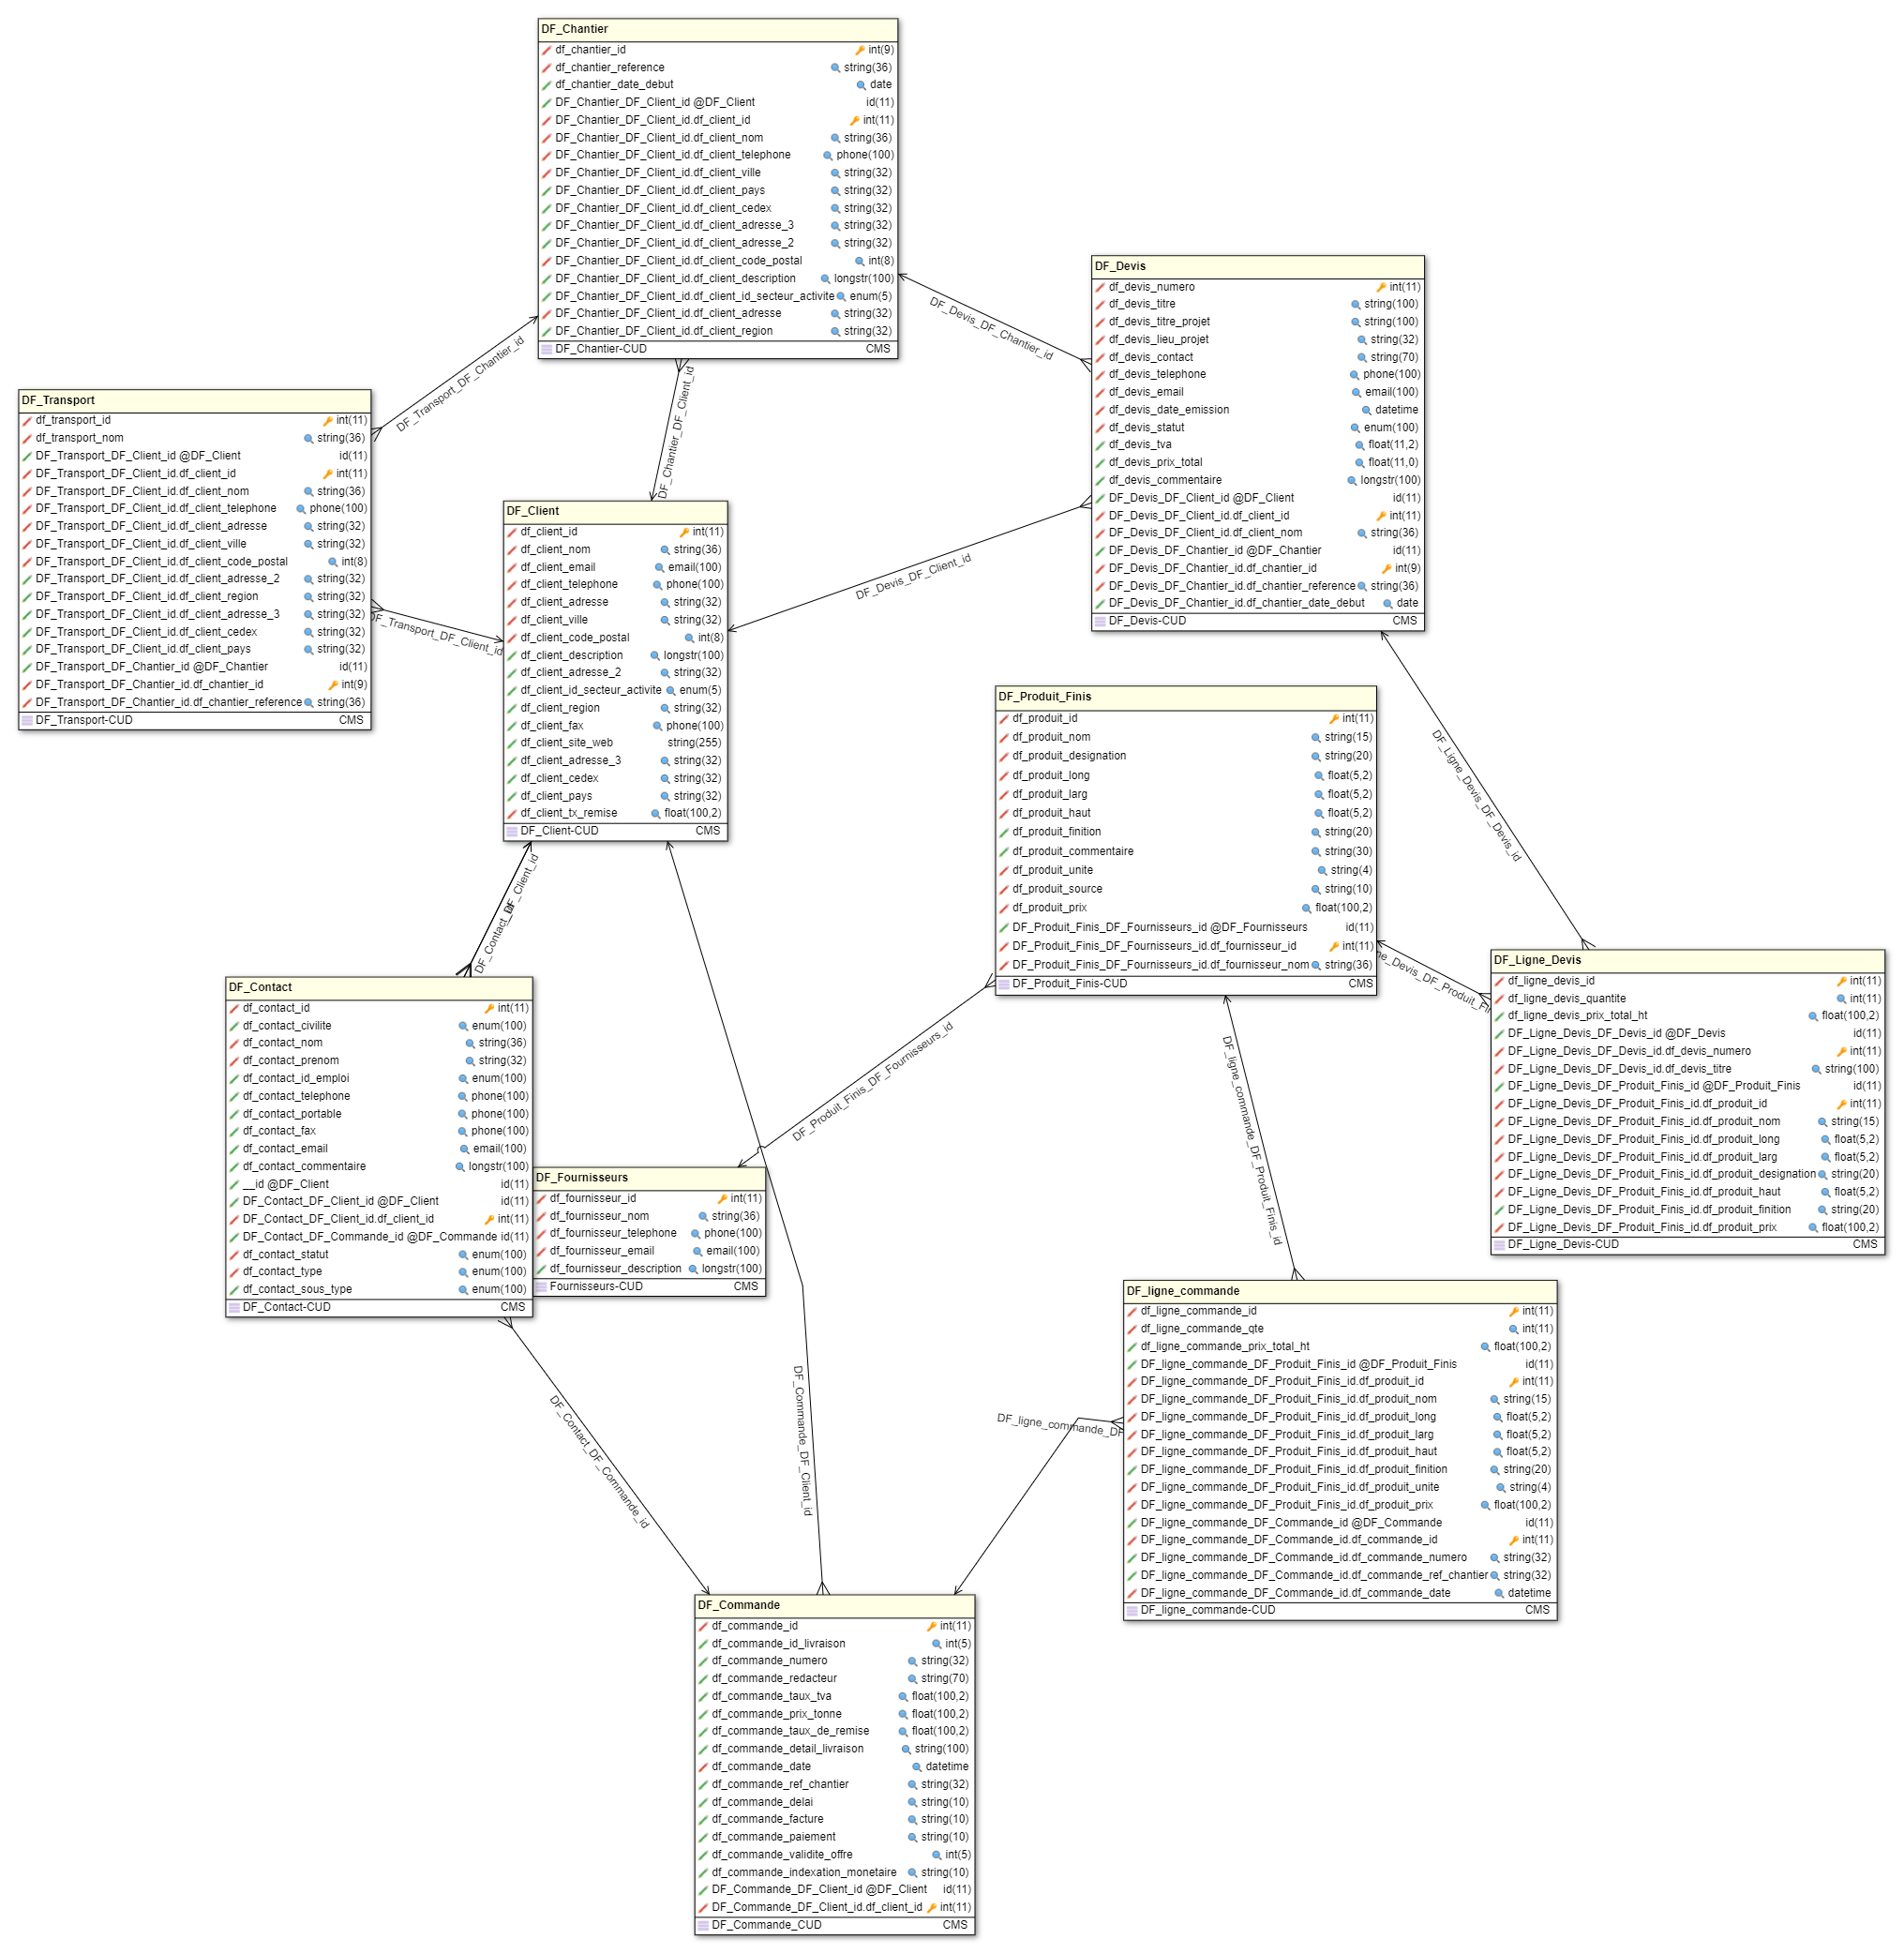 DF_Chantier
df_chantier_id int(9)
df_chantier_reference string(36)
df_chantier_date_debut date
DF_Chantier_DF_Client_id @DF_Client id(11)
DF_Chantier_DF_Client_id.df_client_id int(11)
DF_Chantier_DF_Client_id.df_client_nom string(36)
DF_Chantier_DF_Client_id.df_client_telephone phone(100)
DF_Chantier_DF_Client_id.df_client_ville string(32)
DF_Chantier_DF_Client_id.df_client_pays string(32)
DF_Chantier_DF_Client_id.df_client_cedex string(32)
DF_Chantier_DF_Client_id.df_client_adresse_3 string(32)
DF_Chantier_DF_Client_id.df_client_adresse_2 string(32)
DF_Chantier_DF_Client_id.df_client_code_postal int(8)
DF_Chantier_DF_Client_id.df_client_description longstr(100)
DF_Chantier_DF_Client_id.df_client_id_secteur_activite enum(5)
DF_Chantier_DF_Client_id.df_client_adresse string(32)
DF_Chantier_DF_Client_id.df_client_region string(32)
DF_Chantier-CUD CMS
DF_Devis
df_devis_numero int(11)
df_devis_titre string(100)
df_devis_titre_projet string(100)
df_devis_lieu_projet string(32)
df_devis_contact string(70)
df_devis_telephone phone(100)
df_devis_email email(100)
df_devis_date_emission datetime
df_devis_statut enum(100)
df_devis_tva float(11,2)
df_devis_prix_total float(11,0)
df_devis_commentaire longstr(100)
DF_Devis_DF_Client_id @DF_Client id(11)
DF_Devis_DF_Client_id.df_client_id int(11)
DF_Devis_DF_Client_id.df_client_nom string(36)
DF_Devis_DF_Chantier_id @DF_Chantier id(11)
DF_Devis_DF_Chantier_id.df_chantier_id int(9)
DF_Devis_DF_Chantier_id.df_chantier_reference string(36)
DF_Devis_DF_Chantier_id.df_chantier_date_debut date
DF_Devis-CUD CMS
DF_Devis_DF_Chantier_id
DF_Transport_DF_Chantier_id
DF_Chantier_DF_Client_id
DF_Transport
df_transport_id int(11)
df_transport_nom string(36)
DF_Transport_DF_Client_id @DF_Client id(11)
DF_Transport_DF_Client_id.df_client_id int(11)
DF_Transport_DF_Client_id.df_client_nom string(36)
DF_Transport_DF_Client_id.df_client_telephone phone(100)
DF_Transport_DF_Client_id.df_client_adresse string(32)
DF_Transport_DF_Client_id.df_client_ville string(32)
DF_Transport_DF_Client_id.df_client_code_postal int(8)
DF_Transport_DF_Client_id.df_client_adresse_2 string(32)
DF_Transport_DF_Client_id.df_client_region string(32)
DF_Transport_DF_Client_id.df_client_adresse_3 string(32)
DF_Transport_DF_Client_id.df_client_cedex string(32)
DF_Transport_DF_Client_id.df_client_pays string(32)
DF_Transport_DF_Chantier_id @DF_Chantier id(11)
DF_Transport_DF_Chantier_id.df_chantier_id int(9)
DF_Transport_DF_Chantier_id.df_chantier_reference string(36)
DF_Transport-CUD CMS
DF_Transport_DF_Client_id
DF_Client
df_client_id int(11)
df_client_nom string(36)
df_client_email email(100)
df_client_telephone phone(100)
df_client_adresse string(32)
df_client_ville string(32)
df_client_code_postal int(8)
df_client_description longstr(100)
df_client_adresse_2 string(32)
df_client_id_secteur_activite enum(5)
df_client_region string(32)
df_client_fax phone(100)
df_client_site_web string(255)
df_client_adresse_3 string(32)
df_client_cedex string(32)
df_client_pays string(32)
df_client_tx_remise float(100,2)
DF_Client-CUD CMS
DF_Devis_DF_Client_id
DF_Produit_Finis
df_produit_id int(11)
df_produit_nom string(15)
df_produit_designation string(20)
df_produit_long float(5,2)
df_produit_larg float(5,2)
df_produit_haut float(5,2)
df_produit_finition string(20)
df_produit_commentaire string(30)
df_produit_unite string(4)
df_produit_source string(10)
df_produit_prix float(100,2)
DF_Produit_Finis_DF_Fournisseurs_id @DF_Fournisseurs id(11)
DF_Produit_Finis_DF_Fournisseurs_id.df_fournisseur_id int(11)
DF_Produit_Finis_DF_Fournisseurs_id.df_fournisseur_nom string(36)
DF_Produit_Finis-CUD CMS
DF_Ligne_Devis_DF_Devis_id
DF_Ligne_Devis
df_ligne_devis_id int(11)
df_ligne_devis_quantite int(11)
df_ligne_devis_prix_total_ht float(100,2)
DF_Ligne_Devis_DF_Devis_id @DF_Devis id(11)
DF_Ligne_Devis_DF_Devis_id.df_devis_numero int(11)
DF_Ligne_Devis_DF_Devis_id.df_devis_titre string(100)
DF_Ligne_Devis_DF_Produit_Finis_id @DF_Produit_Finis id(11)
DF_Ligne_Devis_DF_Produit_Finis_id.df_produit_id int(11)
DF_Ligne_Devis_DF_Produit_Finis_id.df_produit_nom string(15)
DF_Ligne_Devis_DF_Produit_Finis_id.df_produit_long float(5,2)
DF_Ligne_Devis_DF_Produit_Finis_id.df_produit_larg float(5,2)
DF_Ligne_Devis_DF_Produit_Finis_id.df_produit_designation string(20)
DF_Ligne_Devis_DF_Produit_Finis_id.df_produit_haut float(5,2)
DF_Ligne_Devis_DF_Produit_Finis_id.df_produit_finition string(20)
DF_Ligne_Devis_DF_Produit_Finis_id.df_produit_prix float(100,2)
DF_Ligne_Devis-CUD CMS
DF_Contact
df_contact_id int(11)
df_contact_civilite enum(100)
df_contact_nom string(36)
df_contact_prenom string(32)
df_contact_id_emploi enum(100)
df_contact_telephone phone(100)
df_contact_portable phone(100)
df_contact_fax phone(100)
df_contact_email email(100)
df_contact_commentaire longstr(100)
__id @DF_Client id(11)
DF_Contact_DF_Client_id @DF_Client id(11)
DF_Contact_DF_Client_id.df_client_id int(11)
DF_Contact_DF_Commande_id @DF_Commande id(11)
df_contact_statut enum(100)
df_contact_type enum(100)
df_contact_sous_type enum(100)
DF_Contact-CUD CMS
DF_Produit_Finis_DF_Fournisseurs_id
DF_Fournisseurs
df_fournisseur_id int(11)
df_fournisseur_nom string(36)
df_fournisseur_telephone phone(100)
df_fournisseur_email email(100)
df_fournisseur_description longstr(100)
Fournisseurs-CUD CMS
DF_ligne_commande_DF_Produit_Finis_id
DF_ligne_commande
df_ligne_commande_id int(11)
df_ligne_commande_qte int(11)
df_ligne_commande_prix_total_ht float(100,2)
DF_ligne_commande_DF_Produit_Finis_id @DF_Produit_Finis id(11)
DF_ligne_commande_DF_Produit_Finis_id.df_produit_id int(11)
DF_ligne_commande_DF_Produit_Finis_id.df_produit_nom string(15)
DF_ligne_commande_DF_Produit_Finis_id.df_produit_long float(5,2)
DF_ligne_commande_DF_Produit_Finis_id.df_produit_larg float(5,2)
DF_ligne_commande_DF_Produit_Finis_id.df_produit_haut float(5,2)
DF_ligne_commande_DF_Produit_Finis_id.df_produit_finition string(20)
DF_ligne_commande_DF_Produit_Finis_id.df_produit_unite string(4)
DF_ligne_commande_DF_Produit_Finis_id.df_produit_prix float(100,2)
DF_ligne_commande_DF_Commande_id @DF_Commande id(11)
DF_ligne_commande_DF_Commande_id.df_commande_id int(11)
DF_ligne_commande_DF_Commande_id.df_commande_numero string(32)
DF_ligne_commande_DF_Commande_id.df_commande_ref_chantier string(32)
DF_ligne_commande_DF_Commande_id.df_commande_date datetime
DF_ligne_commande-CUD CMS
DF_Contact_DF_Commande_id
DF_Commande_DF_Client_id
DF_ligne_commande_DF
DF_Commande
df_commande_id int(11)
df_commande_id_livraison int(5)
df_commande_numero string(32)
df_commande_redacteur string(70)
df_commande_taux_tva float(100,2)
df_commande_prix_tonne float(100,2)
df_commande_taux_de_remise float(100,2)
df_commande_detail_livraison string(100)
df_commande_date datetime
df_commande_ref_chantier string(32)
df_commande_delai string(10)
df_commande_facture string(10)
df_commande_paiement string(10)
df_commande_validite_offre int(5)
df_commande_indexation_monetaire string(10)
DF_Commande_DF_Client_id @DF_Client id(11)
DF_Commande_DF_Client_id.df_client_id int(11)
DF_Commande_CUD CMS